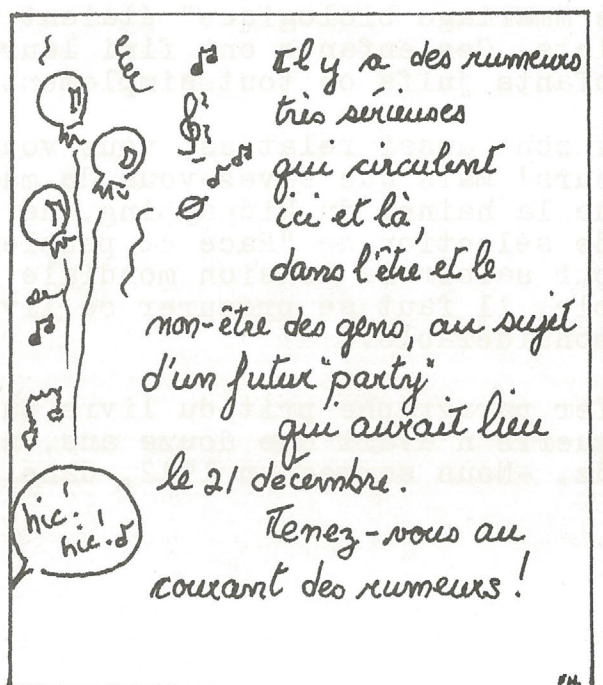 Il y a des rumeurs
très serieuses
qui circulent
ici et là,
dans l'être et le
non-être des gens, au sujet
d'un futur "party"
qui aurait lieu
le 21 décembre.
Tenez-vous au
courant des rumeurs !
hic!
hic!